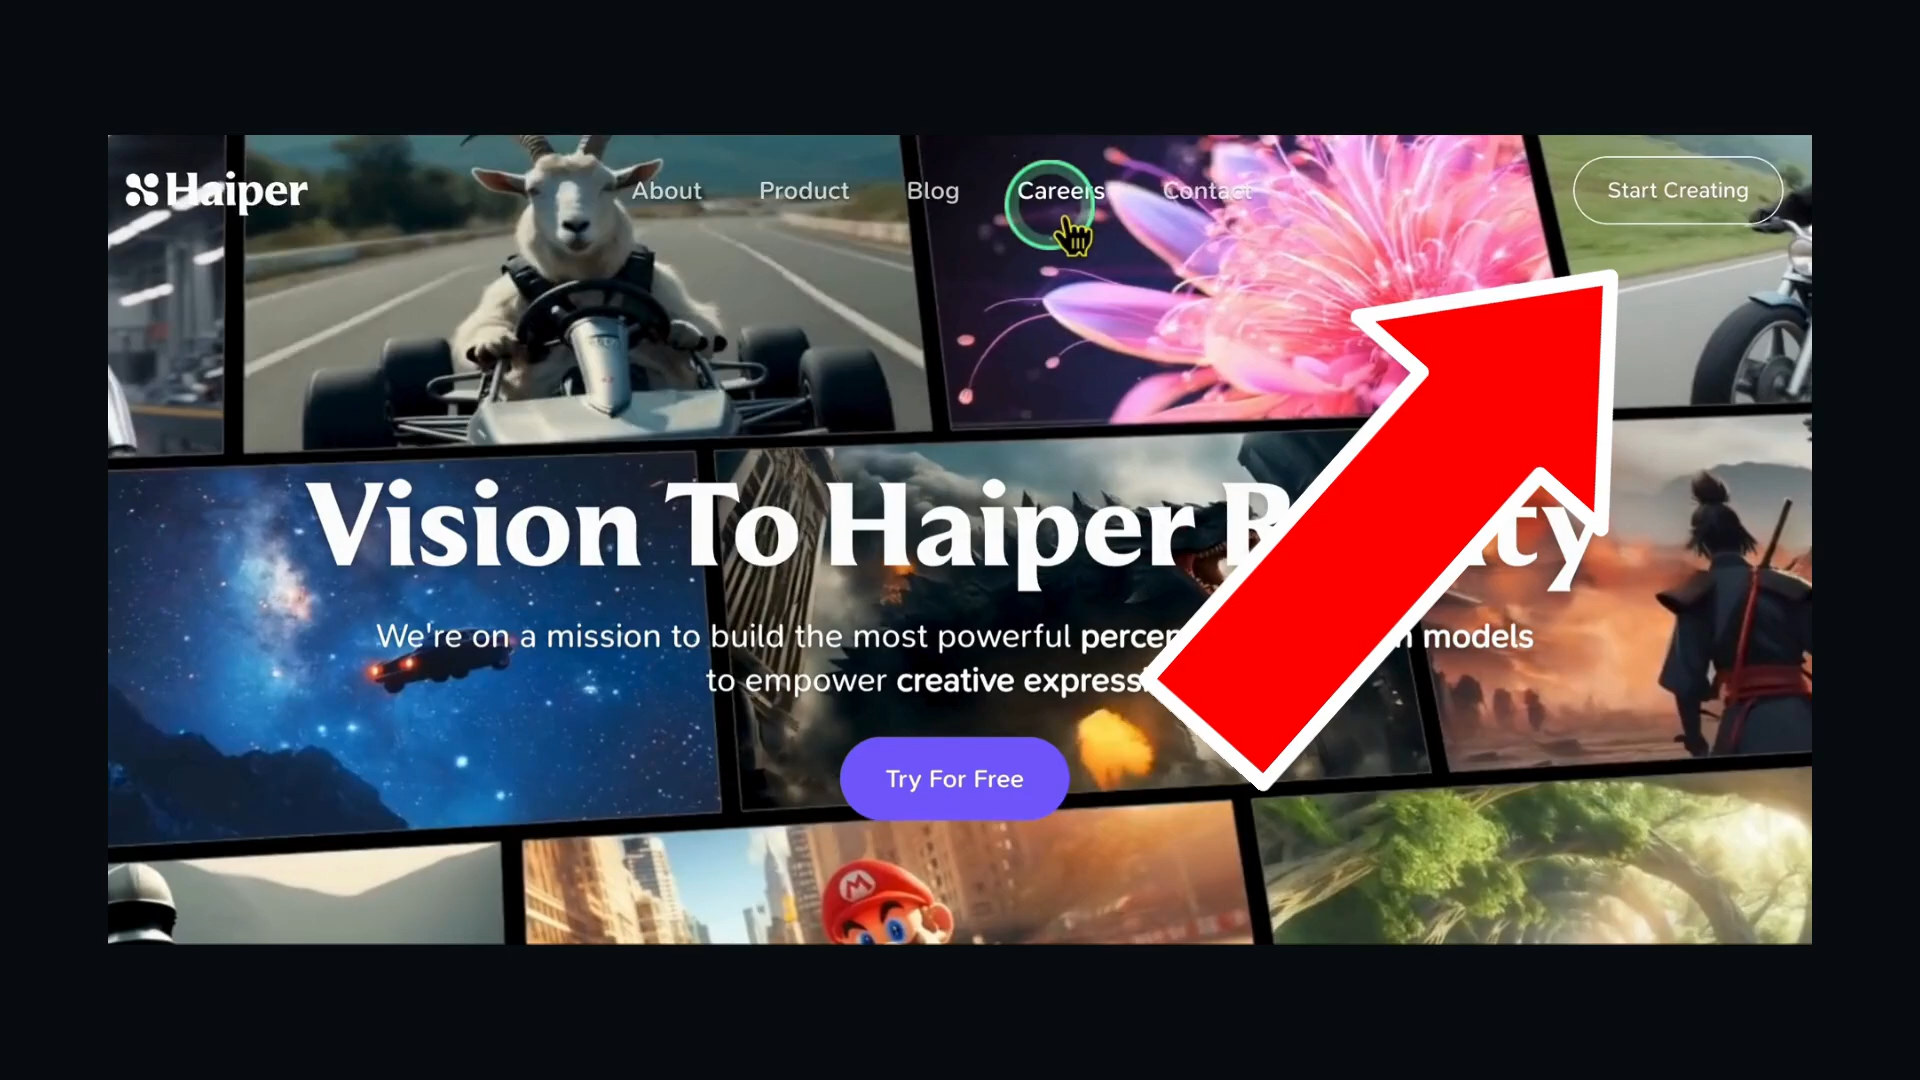 Haiper
About
Product
Blog
Careers
Contact
Start Creating
Vision To Haiper
We're on a mission to build the most powerful models
to empower creative
Try For Free
M